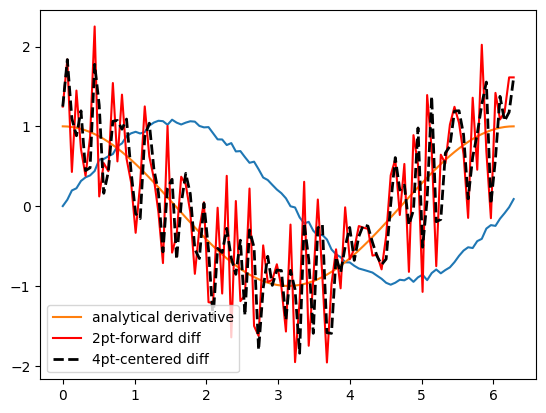 2
1
0
−1
−2
analytical derivative
2pt-forward diff
4pt-centered diff
0 1 2 3 4 5 6